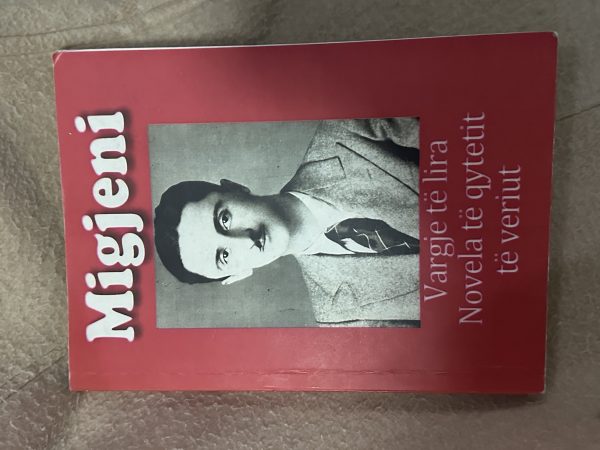 Migjeni
Vargje të lira
Novela të qytetit
të veriut